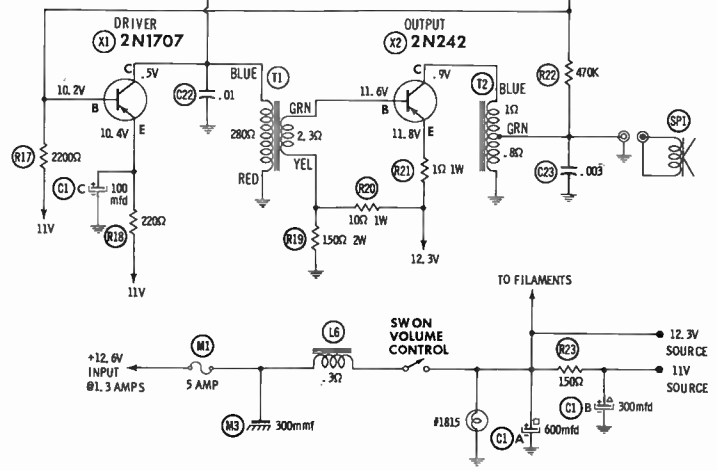 DRIVER
X1 2N1707
OUTPUT
X2 2N242
C
.5V
10.2V
B
10.4V
E
C22
.01
BLUE
T1
GRN
280Ω
2.3Ω
YEL
RED
11.6V
B
C
.9V
11.8V
E
T2
BLUE
1Ω
GRN
.8Ω
R22
470K
SP1
C23
.003
R17
2200Ω
C1 C
100
mfd
11V
R18
220Ω
11V
R21
1Ω 1W
R20
10Ω 1W
R19
150Ω 2W
12.3V
TO FILAMENTS
+12.6V
INPUT
@1.3 AMPS
M1
5 AMP
M3
300mmf
L6
.3Ω
SW ON
VOLUME
CONTROL
#1815
C1 A
600mfd
R23
150Ω
C1 B
300mfd
12.3V
SOURCE
11V
SOURCE